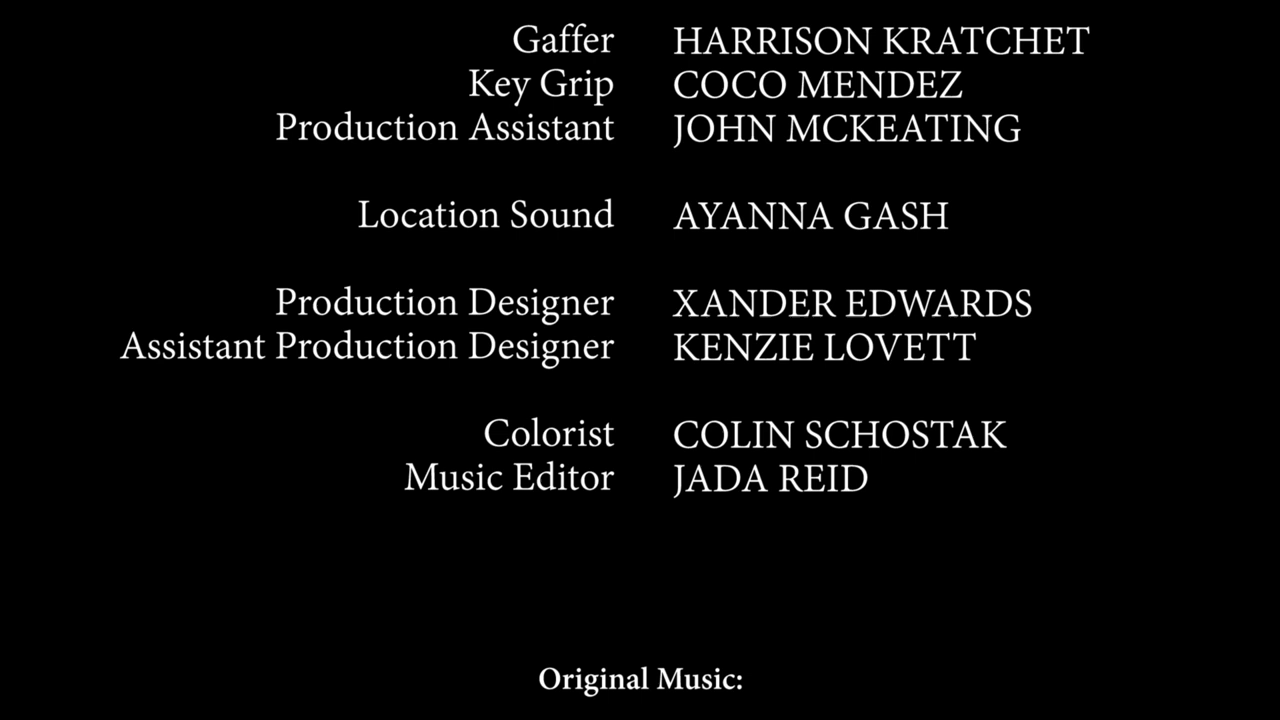 Gaffer HARRISON KRATCHET
Key Grip COCO MENDEZ
Production Assistant JOHN MCKEATING
Location Sound AYANNA GASH
Production Designer XANDER EDWARDS
Assistant Production Designer KENZIE LOVETT
Colorist COLIN SCHOSTAK
Music Editor JADA REID
Original Music: